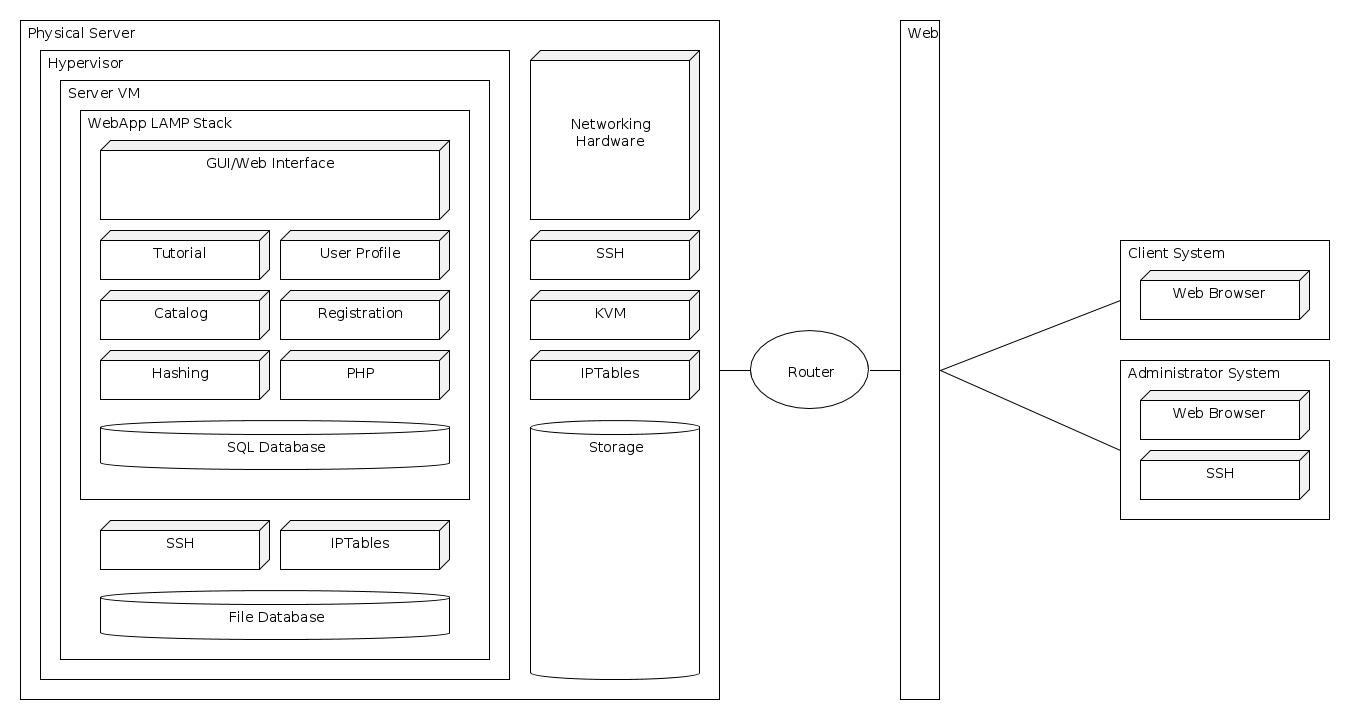 Physical Server
Hypervisor
Server VM
WebApp LAMP Stack
GUI/Web Interface
Tutorial
User Profile
Catalog
Registration
Hashing
PHP
SQL Database
SSH
IPTables
File Database
Networking
Hardware
SSH
KVM
IPTables
Storage
Router
Web
Client System
Web Browser
Administrator System
Web Browser
SSH